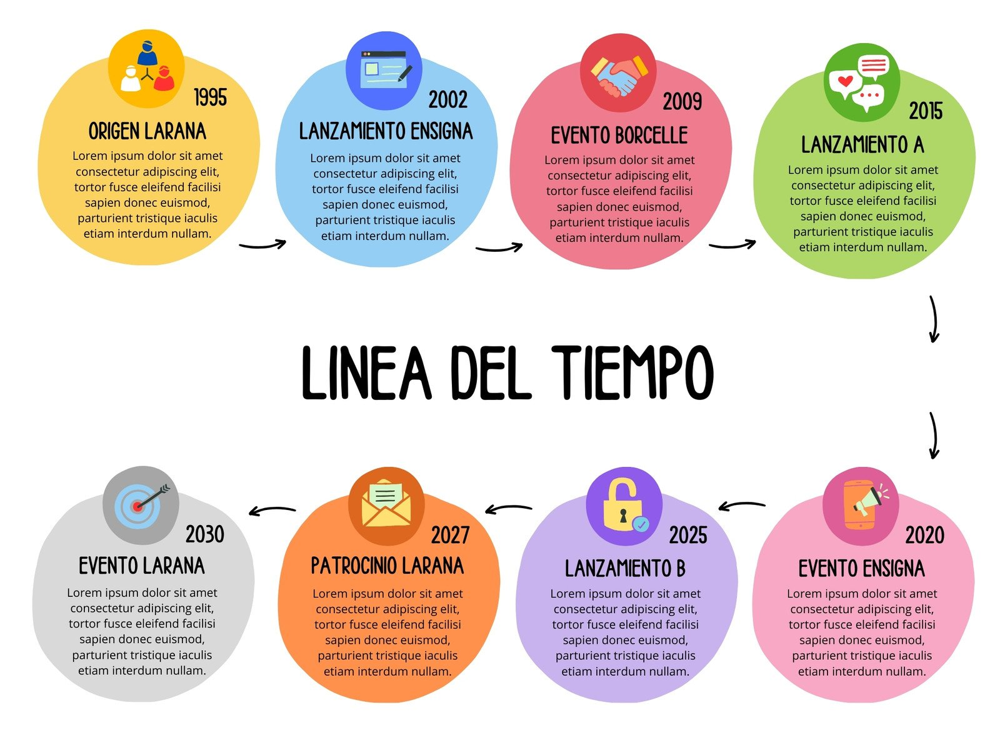 1995
ORIGEN LARANA
Lorem ipsum dolor sit amet
consectetur adipiscing elit,
tortor fusce eleifend facilisi
sapien donec euismod,
parturient tristique iaculis
etiam interdum nullam.
2002
LANZAMIENTO ENSIGNA
Lorem ipsum dolor sit amet
consectetur adipiscing elit,
tortor fusce eleifend facilisi
sapien donec euismod,
parturient tristique iaculis
etiam interdum nullam.
2009
EVENTO BORCELLE
Lorem ipsum dolor sit amet
consectetur adipiscing elit,
tortor fusce eleifend facilisi
sapien donec euismod,
parturient tristique iaculis
etiam interdum nullam.
2015
LANZAMIENTO A
Lorem ipsum dolor sit amet
consectetur adipiscing elit,
tortor fusce eleifend facilisi
sapien donec euismod,
parturient tristique iaculis
etiam interdum nullam.
LINEA DEL TIEMPO
2020
EVENTO ENSIGNA
Lorem ipsum dolor sit amet
consectetur adipiscing elit,
tortor fusce eleifend facilisi
sapien donec euismod,
parturient tristique iaculis
etiam interdum nullam.
2025
LANZAMIENTO B
Lorem ipsum dolor sit amet
consectetur adipiscing elit,
tortor fusce eleifend facilisi
sapien donec euismod,
parturient tristique iaculis
etiam interdum nullam.
2027
PATROCINIO LARANA
Lorem ipsum dolor sit amet
consectetur adipiscing elit,
tortor fusce eleifend facilisi
sapien donec euismod,
parturient tristique iaculis
etiam interdum nullam.
2030
EVENTO LARANA
Lorem ipsum dolor sit amet
consectetur adipiscing elit,
tortor fusce eleifend facilisi
sapien donec euismod,
parturient tristique iaculis
etiam interdum nullam.